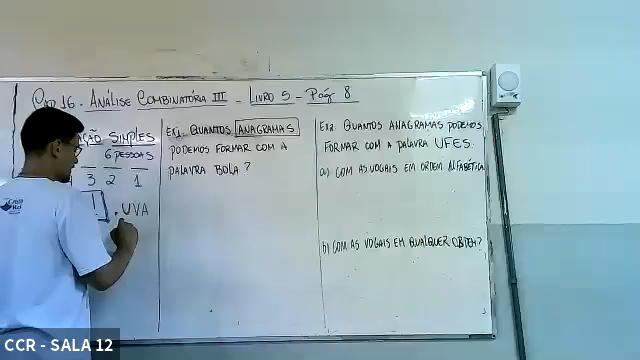 CAP 16. ANÁLISE COMBINATÓRIA III - LIVRO 5 - PÁG 8
SIMPLES
6 PESSOAS
3 2 1
!
. UVA
EX1. QUANTOS ANAGRAMAS
PODEMOS FORMAR COM A
PALAVRA BOLA?
EX2. QUANTOS ANAGRAMAS PODEMOS
FORMAR COM A PALAVRA UFES.
a) COM AS VOGAIS EM ORDEM ALFABÉTICA
b) COM AS VOGAIS EM QUALQUER ORDEM?
CCR - SALA 12